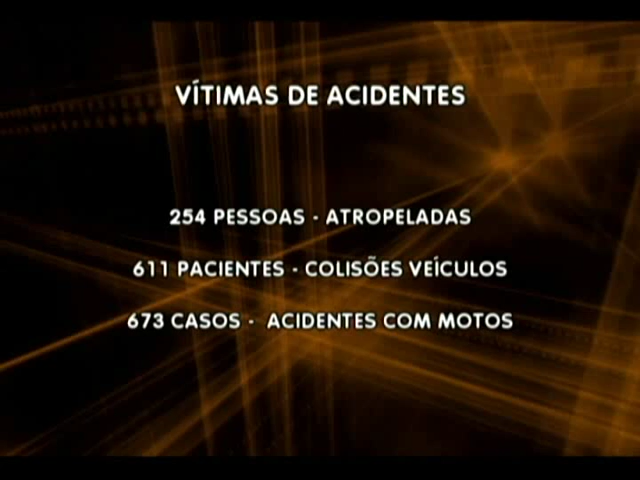 VÍTIMAS DE ACIDENTES
254 PESSOAS - ATROPELADAS
611 PACIENTES - COLISÕES VEÍCULOS
673 CASOS - ACIDENTES COM MOTOS